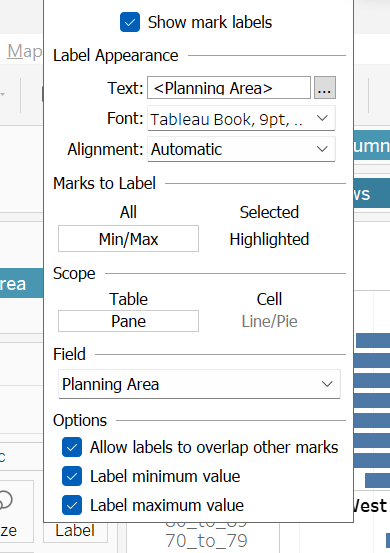 Show mark labels
Map
Label Appearance
Text: <Planning Area> ...
Font: Tableau Book, 9pt, ..
Alignment: Automatic
umn
Marks to Label
All Selected
ws
Min/Max Highlighted
Scope
rea
Table Cell
Pane Line/Pie
Field
Planning Area
Options
Allow labels to overlap other marks
c
Label minimum value
Label maximum value
West
ze Label
70_to_79